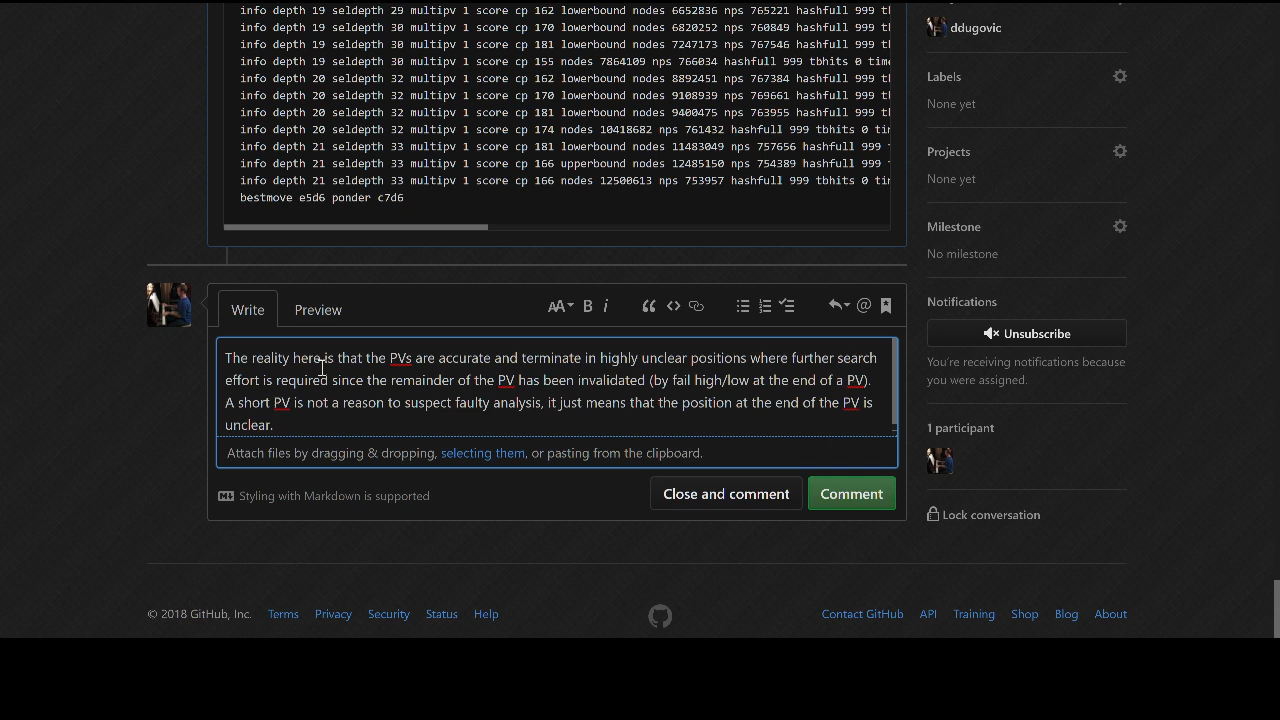 info depth 19 seldepth 29 multipv 1 score cp 162 lowerbound nodes 6652836 nps 765221 hashfull 999 tl
info depth 19 seldepth 30 multipv 1 score cp 170 lowerbound nodes 6820252 nps 760849 hashfull 999 tl
info depth 19 seldepth 30 multipv 1 score cp 181 lowerbound nodes 7247173 nps 767546 hashfull 999 tl
info depth 19 seldepth 30 multipv 1 score cp 155 nodes 7864109 nps 766034 hashfull 999 tbhits 0 time
info depth 20 seldepth 32 multipv 1 score cp 162 lowerbound nodes 8892451 nps 767384 hashfull 999 tl
info depth 20 seldepth 32 multipv 1 score cp 170 lowerbound nodes 9108939 nps 769661 hashfull 999 tl
info depth 20 seldepth 32 multipv 1 score cp 181 lowerbound nodes 9400475 nps 763955 hashfull 999 tl
info depth 20 seldepth 32 multipv 1 score cp 174 nodes 10418682 nps 761432 hashfull 999 tbhits 0 tin
info depth 21 seldepth 33 multipv 1 score cp 181 lowerbound nodes 11483049 nps 757656 hashfull 999
info depth 21 seldepth 33 multipv 1 score cp 166 upperbound nodes 12485150 nps 754389 hashfull 999
info depth 21 seldepth 33 multipv 1 score cp 166 nodes 12500613 nps 753957 hashfull 999 tbhits 0 tin
bestmove e5d6 ponder c7d6
Write
Preview
AA
B
i
@
The reality here is that the PVs are accurate and terminate in highly unclear positions where further search
effort is required since the remainder of the PV has been invalidated (by fail high/low at the end of a PV).
A short PV is not a reason to suspect faulty analysis, it just means that the position at the end of the PV is
unclear.
Attach files by dragging & dropping, selecting them, or pasting from the clipboard.
Styling with Markdown is supported
Close and comment
Comment
ddugovic
Labels
None yet
Projects
None yet
Milestone
No milestone
Notifications
Unsubscribe
You're receiving notifications because
you were assigned.
1 participant
Lock conversation
© 2018 GitHub, Inc. Terms Privacy Security Status Help
Contact GitHub API Training Shop Blog About